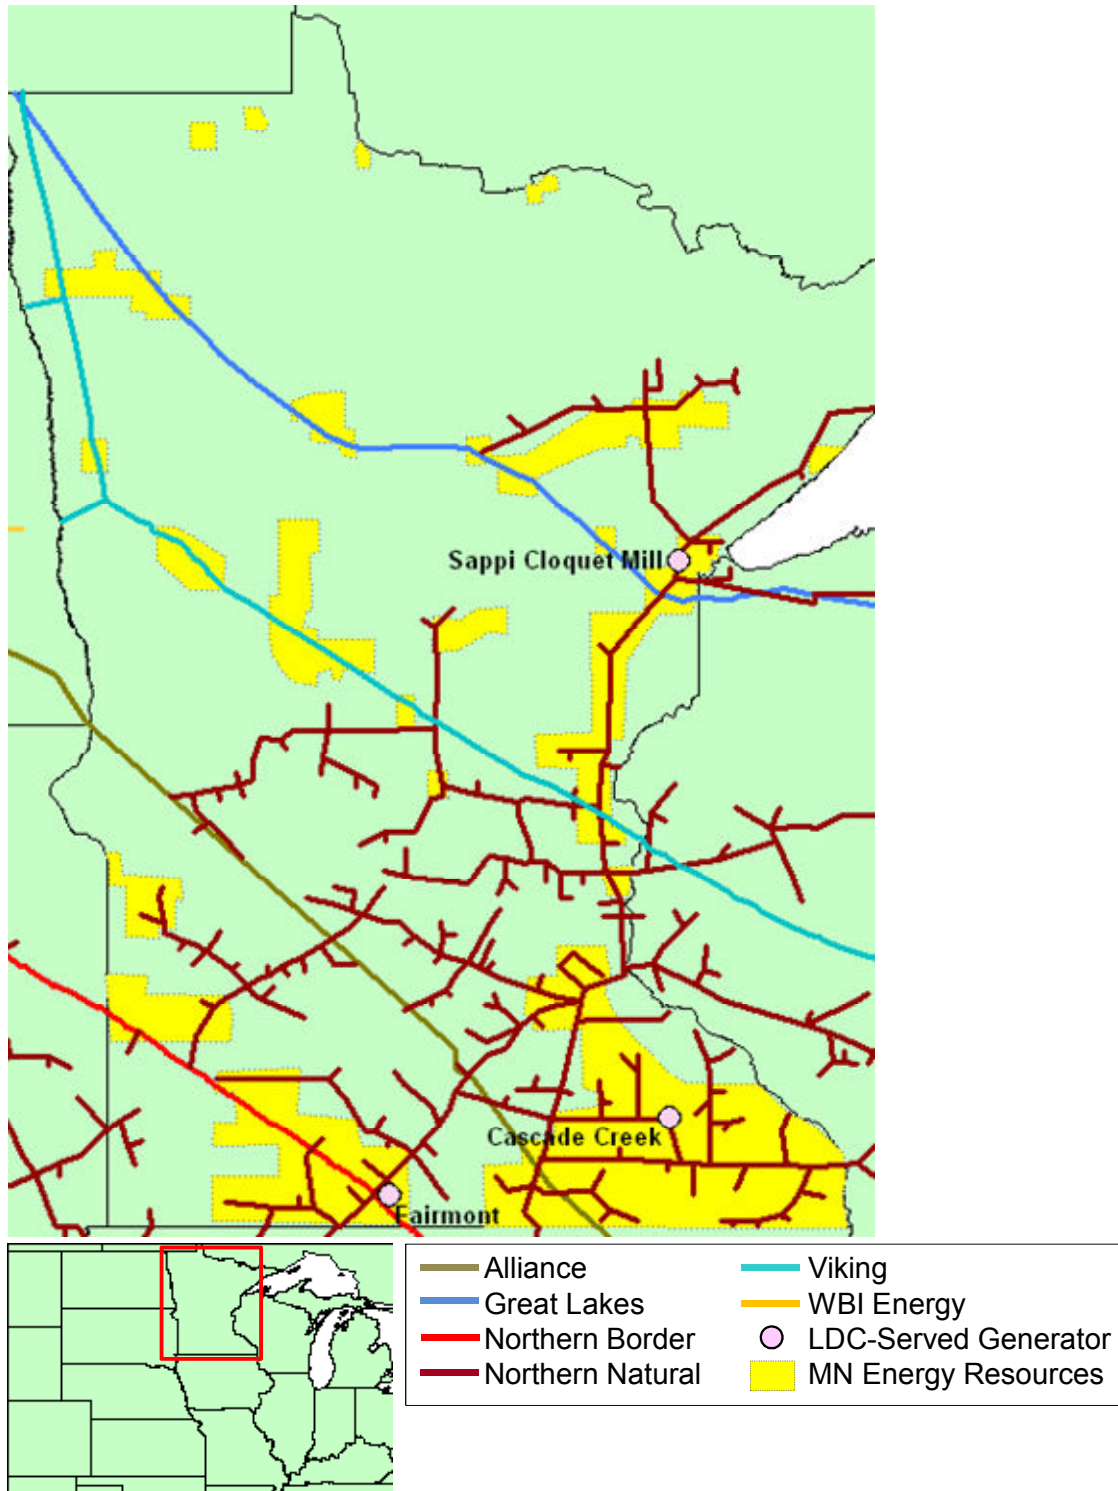 Sappi Cloquet Mill
Cascade Creek
Fairmont
Alliance
Great Lakes
Northern Border
Northern Natural
Viking
WBI Energy
LDC-Served Generator
MN Energy Resources